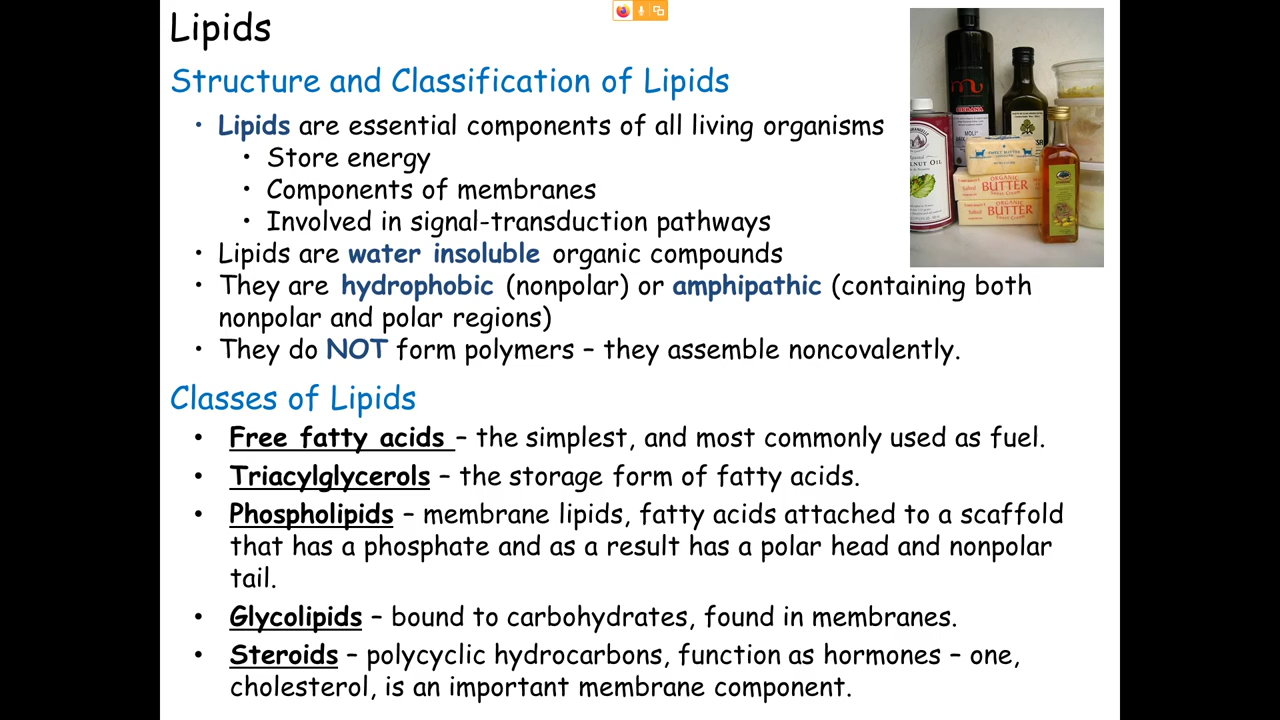 Lipids
Structure and Classification of Lipids
• Lipids are essential components of all living organisms
• Store energy
• Components of membranes
• Involved in signal-transduction pathways
• Lipids are water insoluble organic compounds
• They are hydrophobic (nonpolar) or amphipathic (containing both
nonpolar and polar regions)
• They do NOT form polymers – they assemble noncovalently.
Classes of Lipids
• Free fatty acids – the simplest, and most commonly used as fuel.
• Triacylglycerols – the storage form of fatty acids.
• Phospholipids – membrane lipids, fatty acids attached to a scaffold
that has a phosphate and as a result has a polar head and nonpolar
tail.
• Glycolipids – bound to carbohydrates, found in membranes.
• Steroids – polycyclic hydrocarbons, function as hormones – one,
cholesterol, is an important membrane component.
SWEET BUTTER
ORGANIC
BUTTER
ORGANIC
BUTTER
OIL